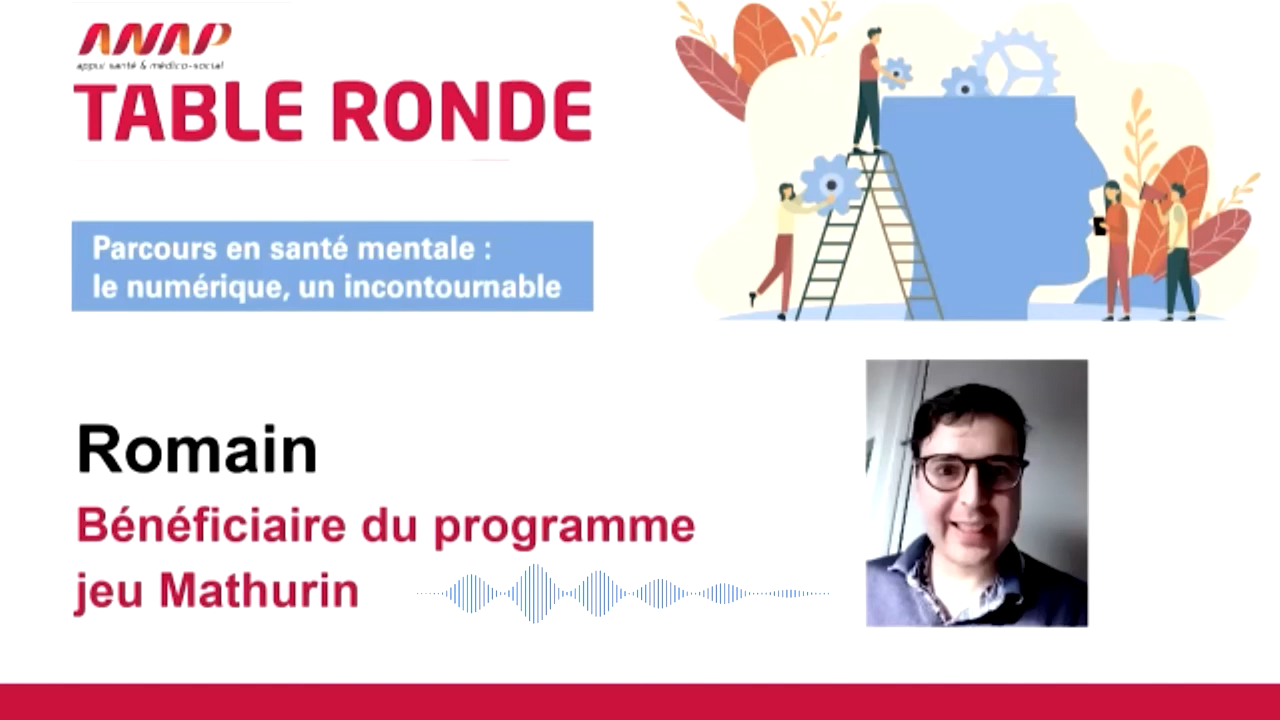 ANAP
appui santé & médico-social
TABLE RONDE
Parcours en santé mentale :
le numérique, un incontournable
Romain
Bénéficiaire du programme
jeu Mathurin